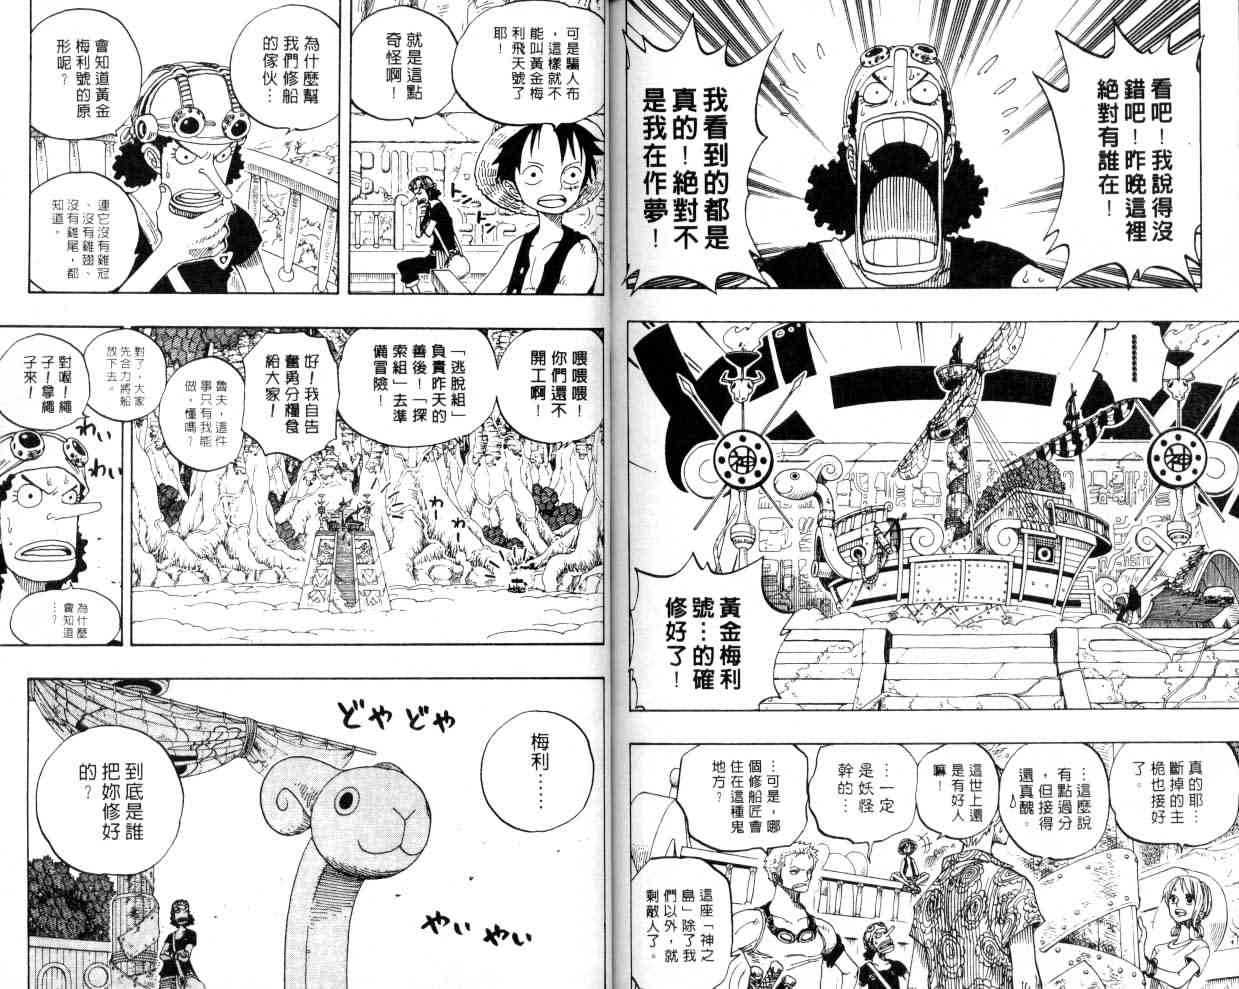 看吧！我說得沒
錯吧！昨晚這裡
絕對有誰在！
我看到的都是
真的！絕對不
是我在作夢！
神
神
黃金梅利
號…的確
修好了！
真的耶…
斷掉的主
桅也接好
了。
…這麼說
有點過分
，但接得
還真醜。
這世上還
是有好人
嘛！
…一定
是妖怪
幹的…
…可是，哪
個修船匠會
住在這種鬼
地方？
這座「神之
島」除了我
們以外，就
剩敵人了。
可是騙人布
，這樣就不
能叫黃金梅
利飛天號了
耶！
就是這點
奇怪啊！
トントン
為什麼幫
我們修船
的傢伙…
會知道黃金
梅利號的原
形呢？
連它沒有雞冠
、沒有雞翅、
沒有雞尾，都
知道。
喂喂喂！
你們還不
開工啊！
「逃脫組」
負責昨天的
善後！「探
索組」去準
備冒險！
好！我自告
奮勇分糧食
給大家！
魯夫，這件
事只有我能
做，懂嗎？
わー
わー
對了，大家
先合力將船
放下去。
對喔！繩
子！拿繩
子來！
わい
わい
為什麼
會知道
…？
梅利……
どや どや
到底是誰
把妳修好
的？
やい やい